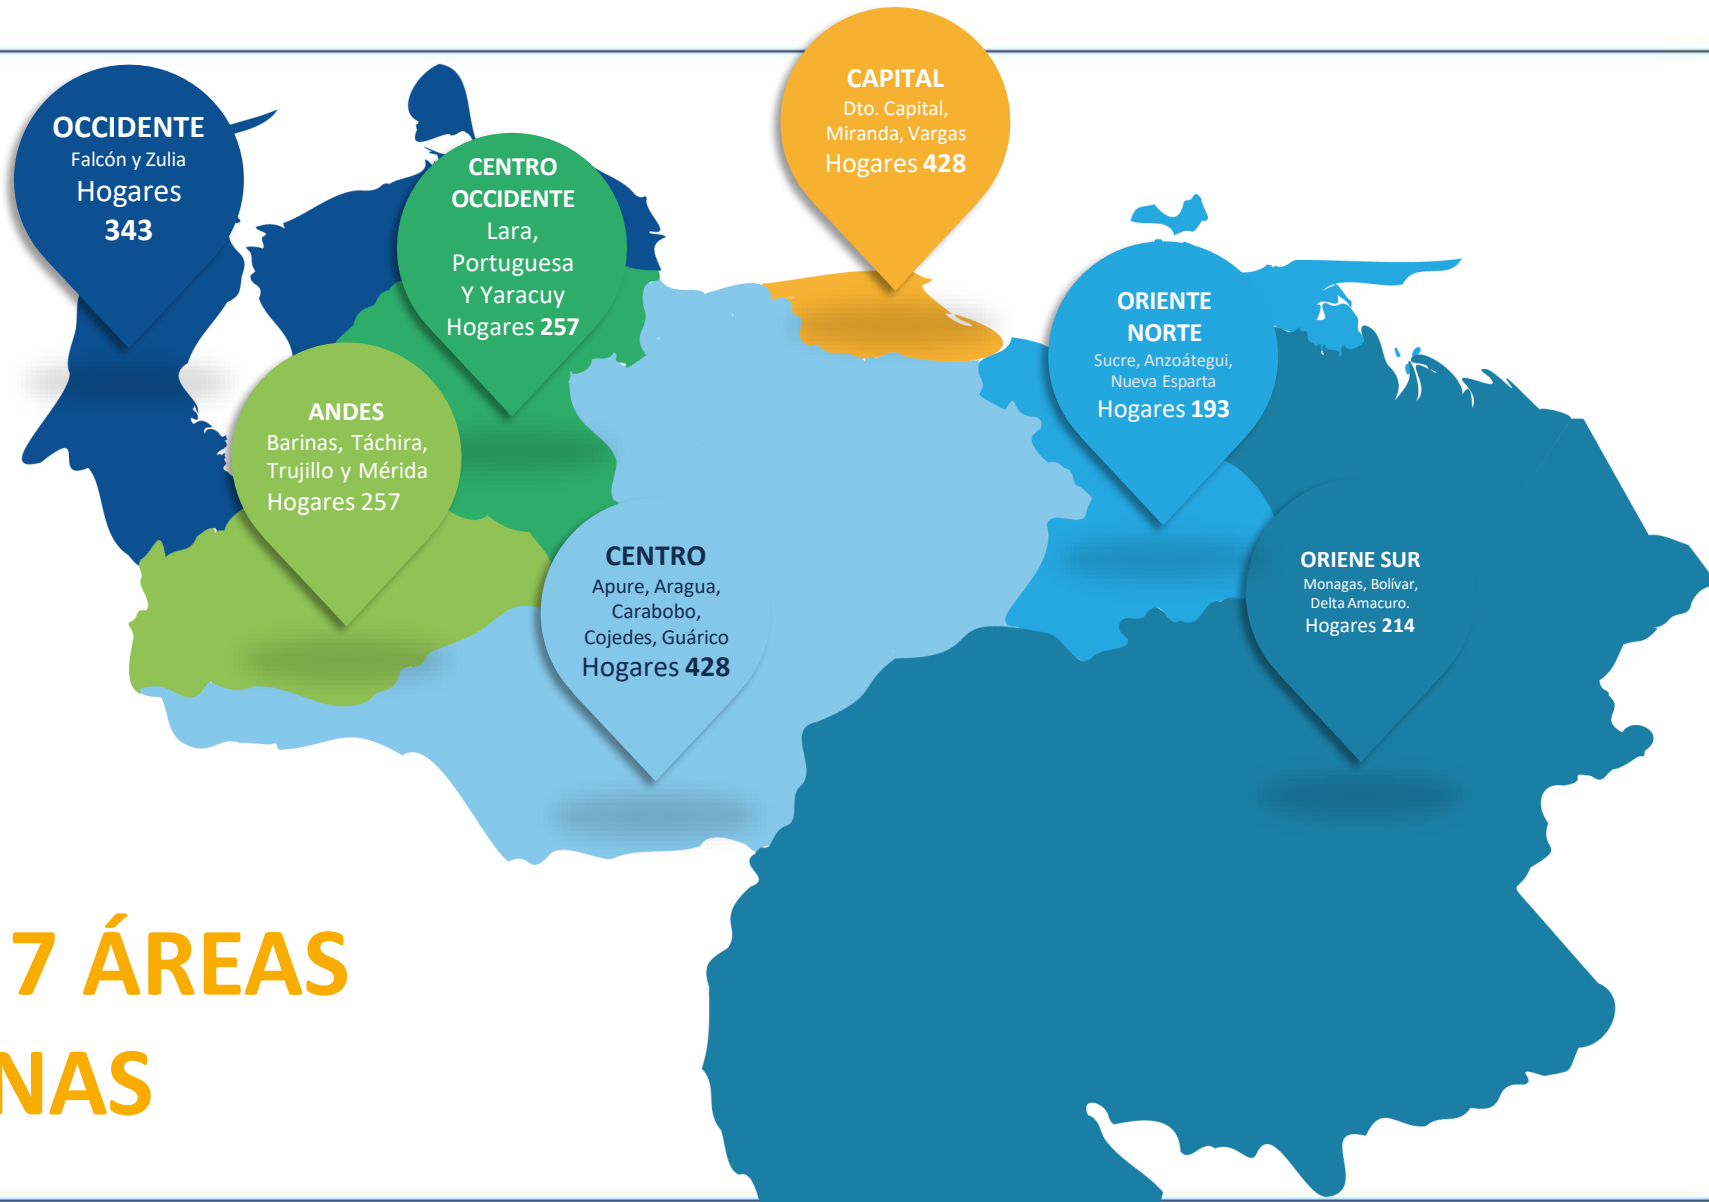 OCCIDENTE
Falcón y Zulia
Hogares
343
CENTRO
OCCIDENTE
Lara,
Portuguesa
Y Yaracuy
Hogares 257
CAPITAL
Dto. Capital,
Miranda, Vargas
Hogares 428
ORIENTE
NORTE
Sucre, Anzoátegui,
Nueva Esparta
Hogares 193
ANDES
Barinas, Táchira,
Trujillo y Mérida
Hogares 257
CENTRO
Apure, Aragua,
Carabobo,
Cojedes, Guárico
Hogares 428
ORIENE SUR
Monagas, Bolívar,
Delta Amacuro.
Hogares 214
7 ÁREAS
NAS